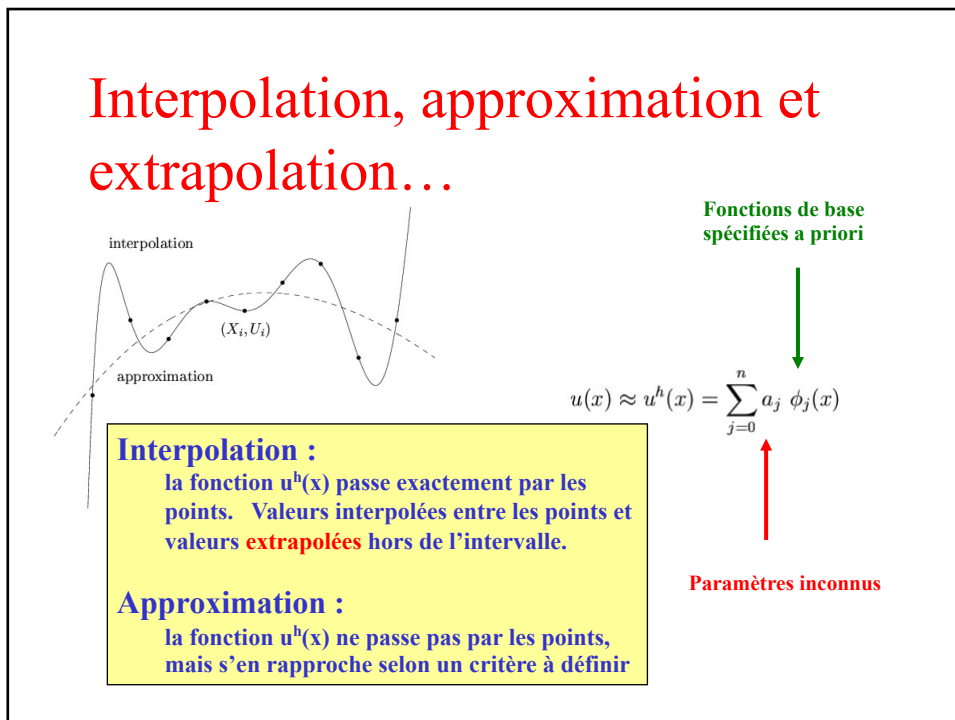 Interpolation, approximation et
extrapolation…
interpolation
(X_i, U_i)
approximation
Fonctions de base
spécifiées a priori
u(x) ≈ u^h(x) = \sum_{j=0}^{n} a_j ϕ_j(x)
Paramètres inconnus
Interpolation :
la fonction u^h(x) passe exactement par les
points. Valeurs interpolées entre les points et
valeurs extrapolées hors de l’intervalle.
Approximation :
la fonction u^h(x) ne passe pas par les points,
mais s’en rapproche selon un critère à définir